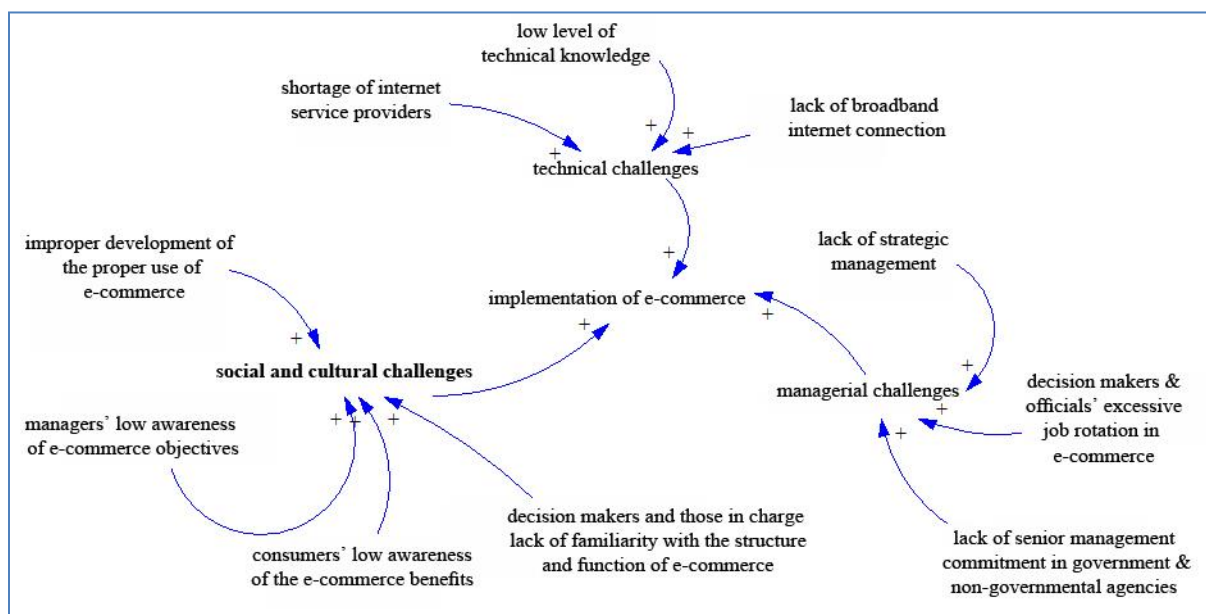 low level of
technical knowledge
shortage of internet
service providers
lack of broadband
internet connection
+
+
+
technical challenges
improper development of
the proper use of
e-commerce
lack of strategic
management
+
implementation of e-commerce
+
+
+
social and cultural challenges
+
managerial challenges
decision makers &
officials’ excessive
job rotation in
e-commerce
+
+
managers’ low awareness
of e-commerce objectives
+
+
+
consumers’ low awareness
of the e-commerce benefits
decision makers and those in charge
lack of familiarity with the structure
and function of e-commerce
lack of senior management
commitment in government &
non-governmental agencies